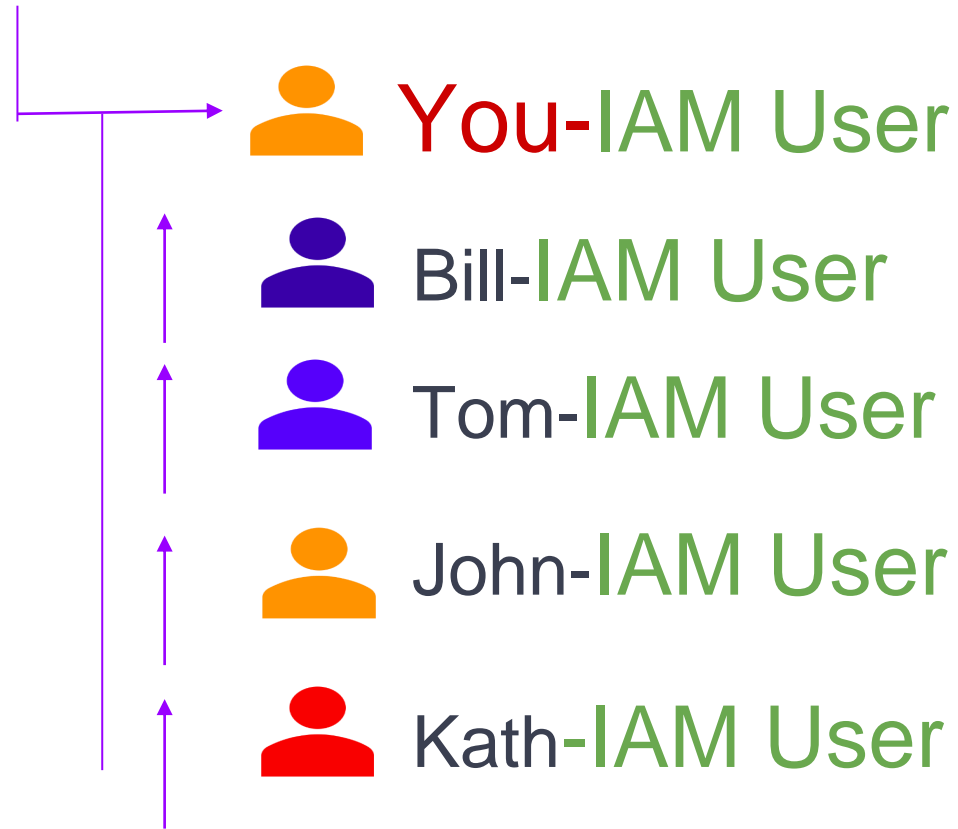 You-IAM User
Bill-IAM User
Tom-IAM User
John-IAM User
Kath-IAM User